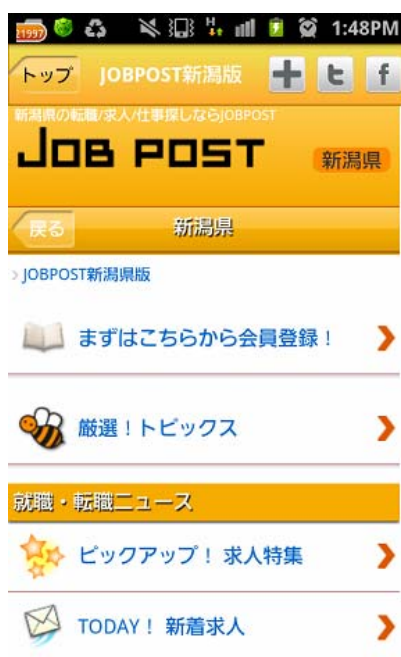 21997 1:48PM
トップ JOBPOST新潟版 t f
新潟県の転職/求人/仕事探しならJOBPOST
JOB POST 新潟県
戻る 新潟県
› JOBPOST新潟県版
まずはこちらから会員登録！
厳選！トピックス
就職・転職ニュース
ピックアップ！ 求人特集
TODAY！ 新着求人